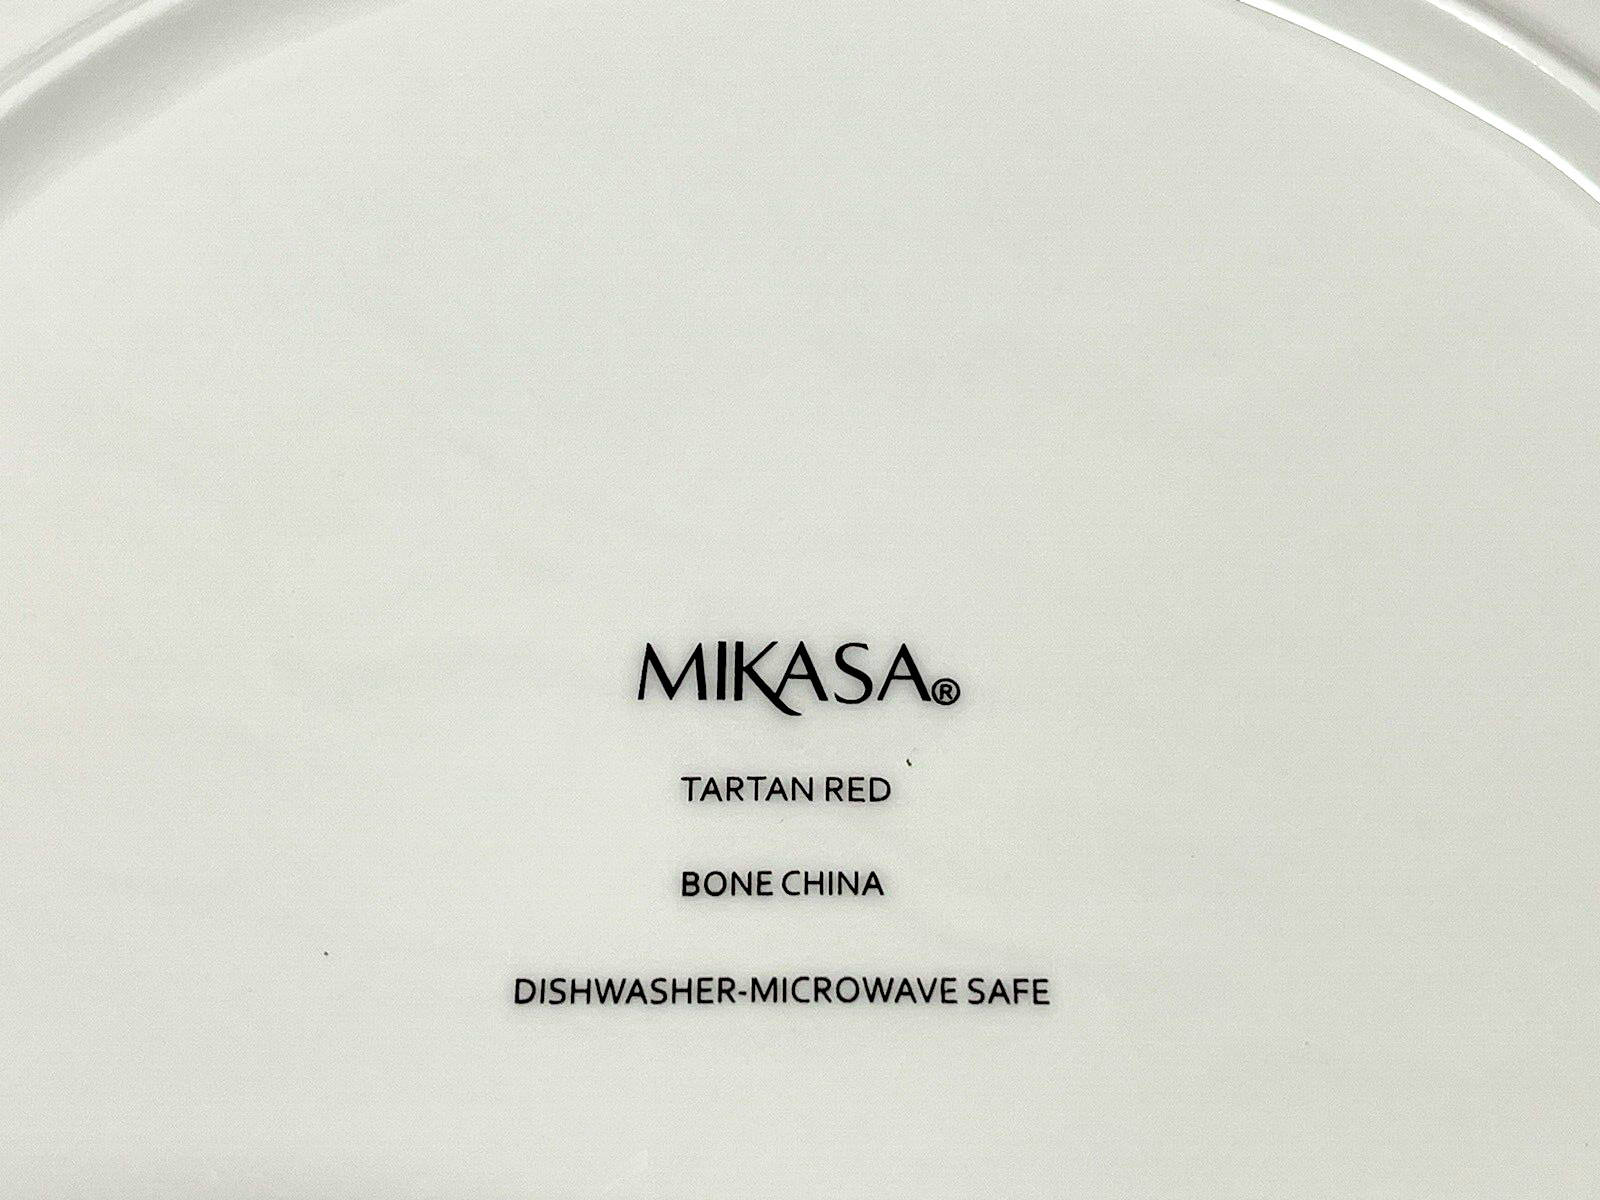 MIKASA®
TARTAN RED
BONE CHINA
DISHWASHER-MICROWAVE SAFE